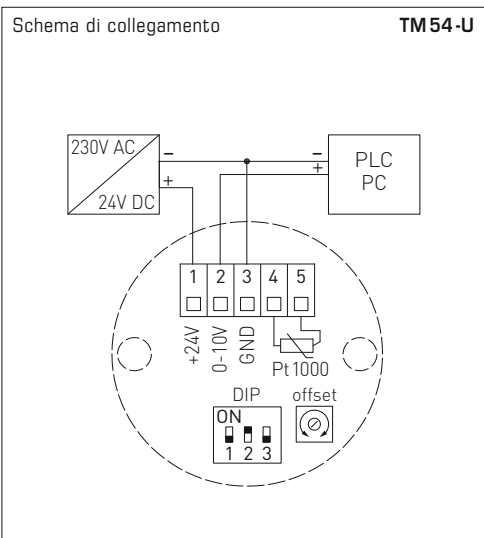 Schema di collegamento TM54-U
230V AC
24V DC
−
+
−
+
PLC
PC
1 2 3 4 5
+24V
0-10V
GND
Pt1000
DIP
offset
ON
1 2 3